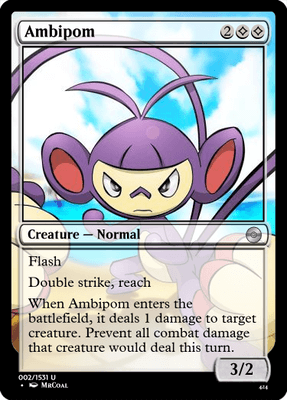 Ambipom 2
Creature — Normal
Flash
Double strike, reach
When Ambipom enters the
battlefield, it deals 1 damage to target
creature. Prevent all combat damage
that creature would deal this turn.
3/2
002/1531 U
• MrCoal